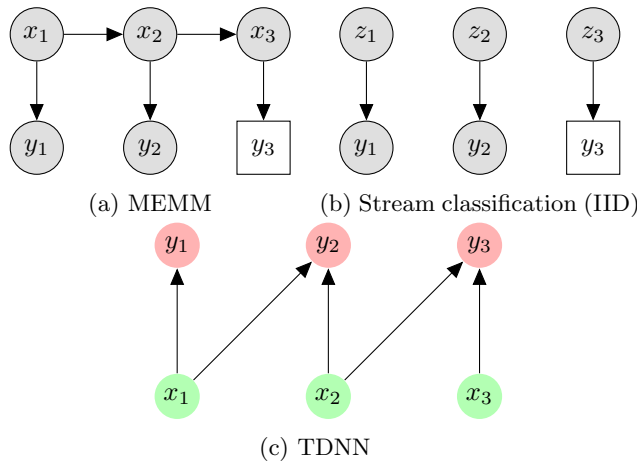 x₁ x₂ x₃ z₁ z₂ z₃
y₁ y₂ y₃ y₁ y₂ y₃
(a) MEMM (b) Stream classification (IID)
y₁ y₂ y₃
x₁ x₂ x₃
(c) TDNN